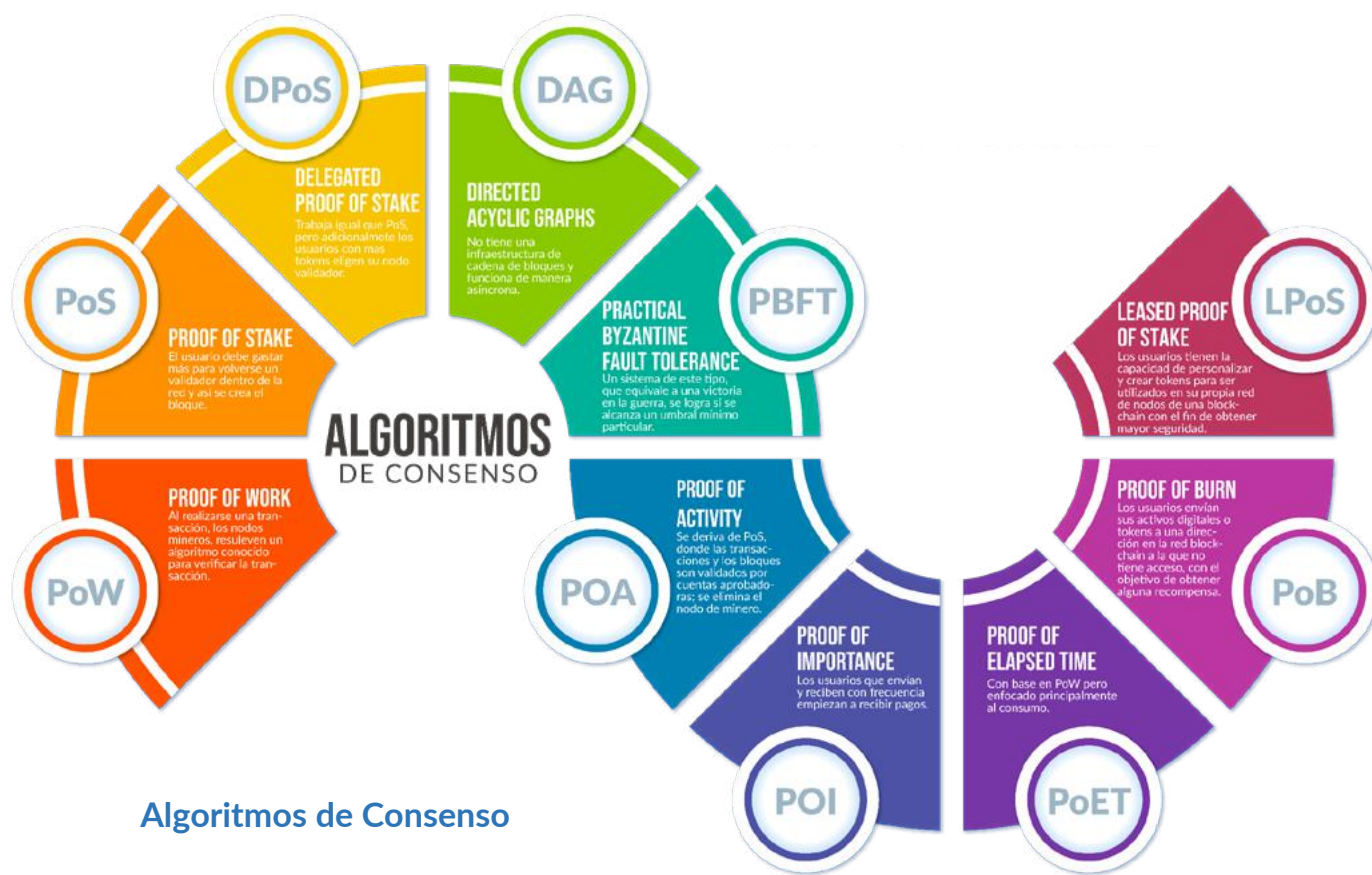 PoW
PROOF OF WORK
Al realizarse una tran-
sacción, los nodos
mineros, resuleven un
algoritmo conocido
para verificar la tran-
sacción.
PoS
PROOF OF STAKE
El usuario debe gastar
más para volverse un
validador dentro de la
red y así se crea el
bloque.
DPoS
DELEGATED
PROOF OF STAKE
Trabaja igual que PoS,
pero adicionalmote los
usuarios con mas
tokens eligen su nodo
validador.
DAG
DIRECTED
ACYCLIC GRAPHS
No tiene una
infraestructura de
cadena de bloques y
funciona de manera
asíncrona.
PBFT
PRACTICAL
BYZANTINE
FAULT TOLERANCE
Un sistema de este tipo,
que equivale a una victoria
en la guerra, se logra si se
alcanza un umbral mínimo
particular.
ALGORITMOS
DE CONSENSO
POA
PROOF OF
ACTIVITY
Se deriva de PoS,
donde las transac-
ciones y los bloques
son validados por
cuentas aprobado-
ras; se elimina el
nodo de minero.
POI
PROOF OF
IMPORTANCE
Los usuarios que envían
y reciben con frecuencia
empiezan a recibir pagos.
PoET
PROOF OF
ELAPSED TIME
Con base en PoW pero
enfocado principalmente
al consumo.
PoB
PROOF OF BURN
Los usuarios envían
sus activos digitales o
tokens a una direc-
ción en la red block-
chain a la que no
tiene acceso, con el
objetivo de obtener
alguna recompensa.
LPoS
LEASED PROOF
OF STAKE
Los usuarios tienen la
capacidad de personalizar
y crear tokens para ser
utilizados en su propia red
de nodos de una block-
chain con el fin de obtener
mayor seguridad.
Algoritmos de Consenso